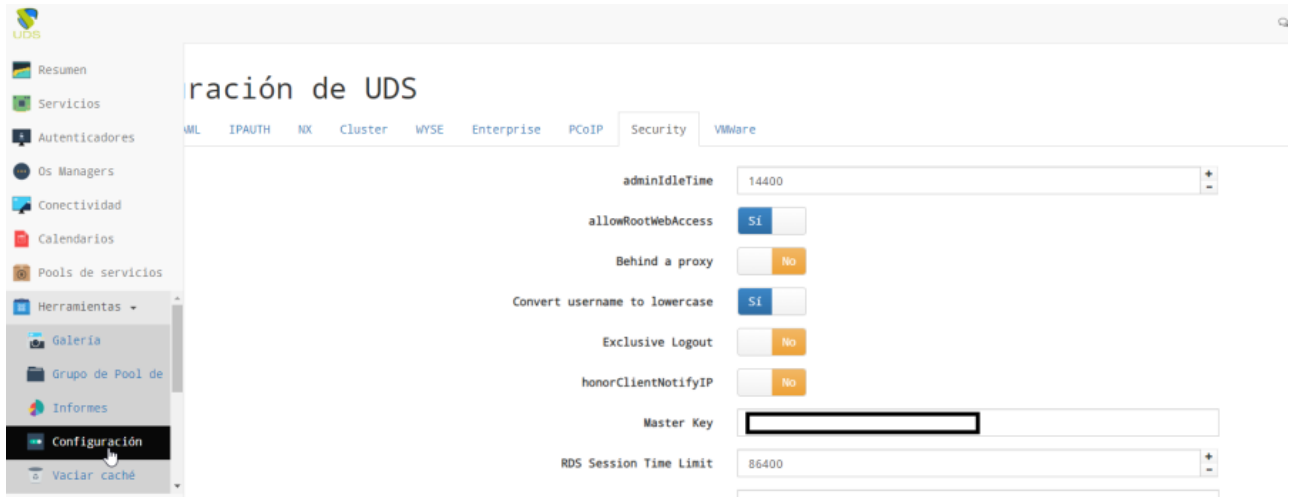 UDS
Resumen
Servicios
Autenticadores
Os Managers
Conectividad
Calendarios
Pools de servicios
Herramientas
Galería
Grupo de Pool de
Informes
Configuración
Vaciar caché
ración de UDS
AML IPAUTH NX Cluster WYSE Enterprise PCoIP Security VMWare
adminIdleTime 14400 + -
allowRootWebAccess Sí
Behind a proxy No
Convert username to lowercase Sí
Exclusive Logout No
honorClientNotifyIP No
Master Key
RDS Session Time Limit 86400 + -